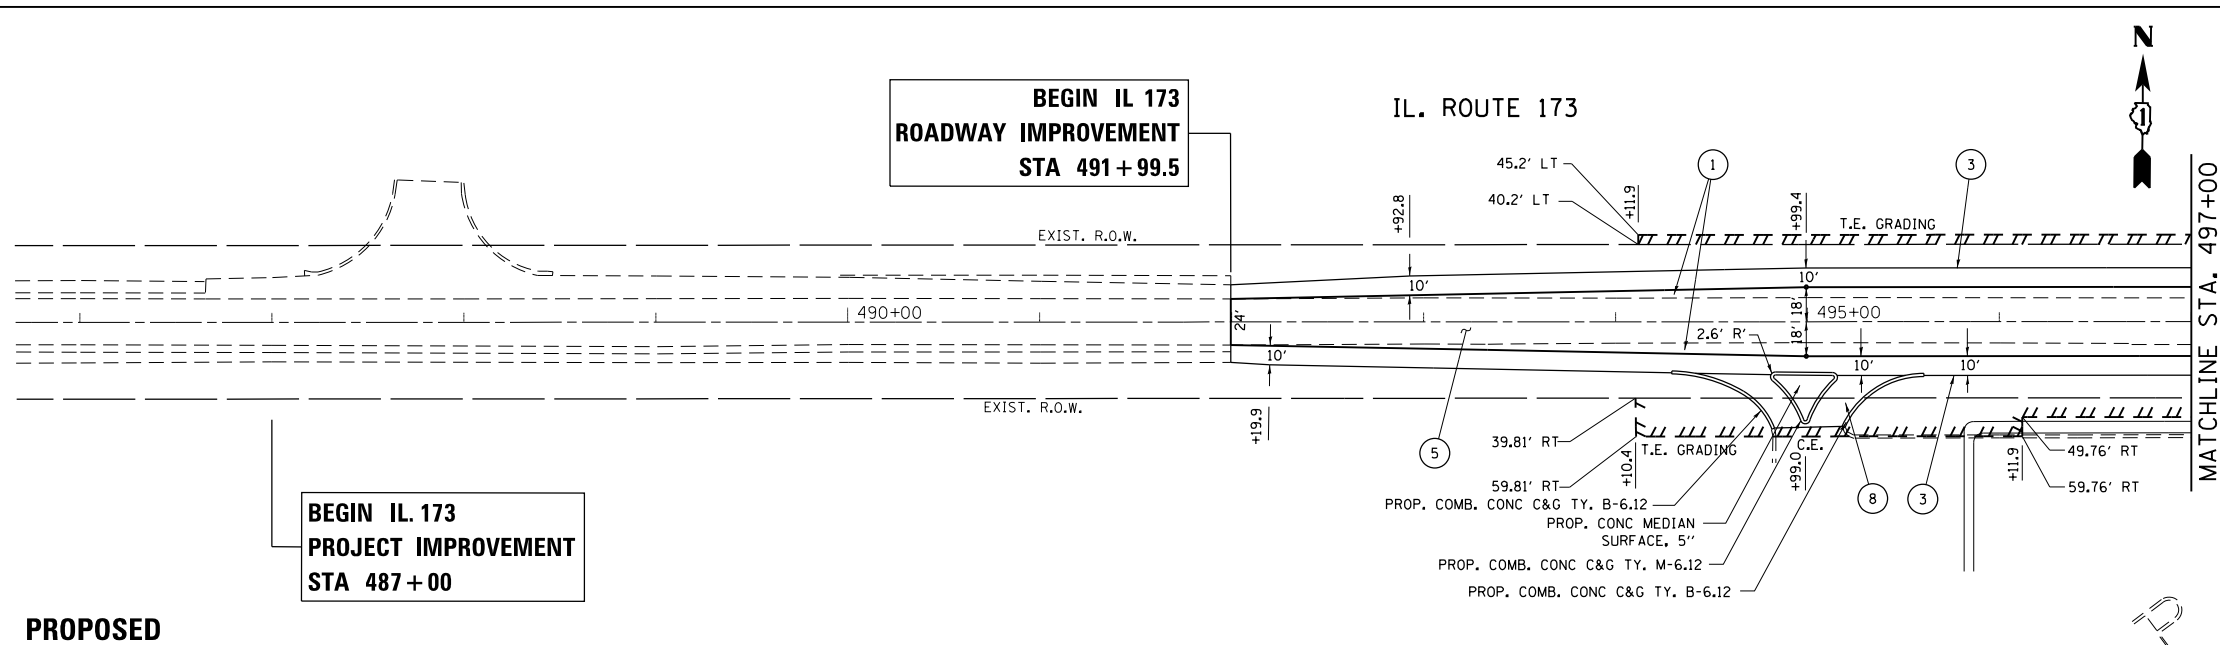 N
1
BEGIN IL 173
ROADWAY IMPROVEMENT
STA 491+99.5
IL. ROUTE 173
45.2' LT
40.2' LT
+11.9
1
3
+92.8
+99.4
T.E. GRADING
EXIST. R.O.W.
10'
10'
490+00
24'
18'
495+00
2.6' R'
18'
10'
10'
10'
EXIST. R.O.W.
+19.9
5
39.81' RT
59.81' RT
+10.4
T.E. GRADING
C.E.
+99.0
8
3
+11.9
49.76' RT
59.76' RT
MATCHLINE STA. 497+00
PROP. COMB. CONC C&G TY. B-6.12
PROP. CONC MEDIAN
SURFACE, 5''
PROP. COMB. CONC C&G TY. M-6.12
PROP. COMB. CONC C&G TY. B-6.12
BEGIN IL. 173
PROJECT IMPROVEMENT
STA 487+00
PROPOSED